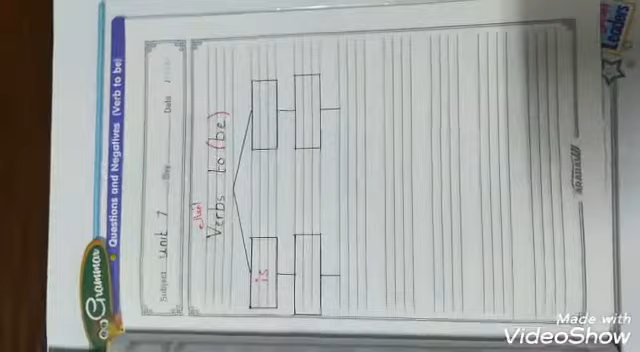 Grammar
Questions and Negatives (Verb to be)
Subject unit 7 Day Date
Verbs to (be)
is
Leaders
Made with
VideoShow